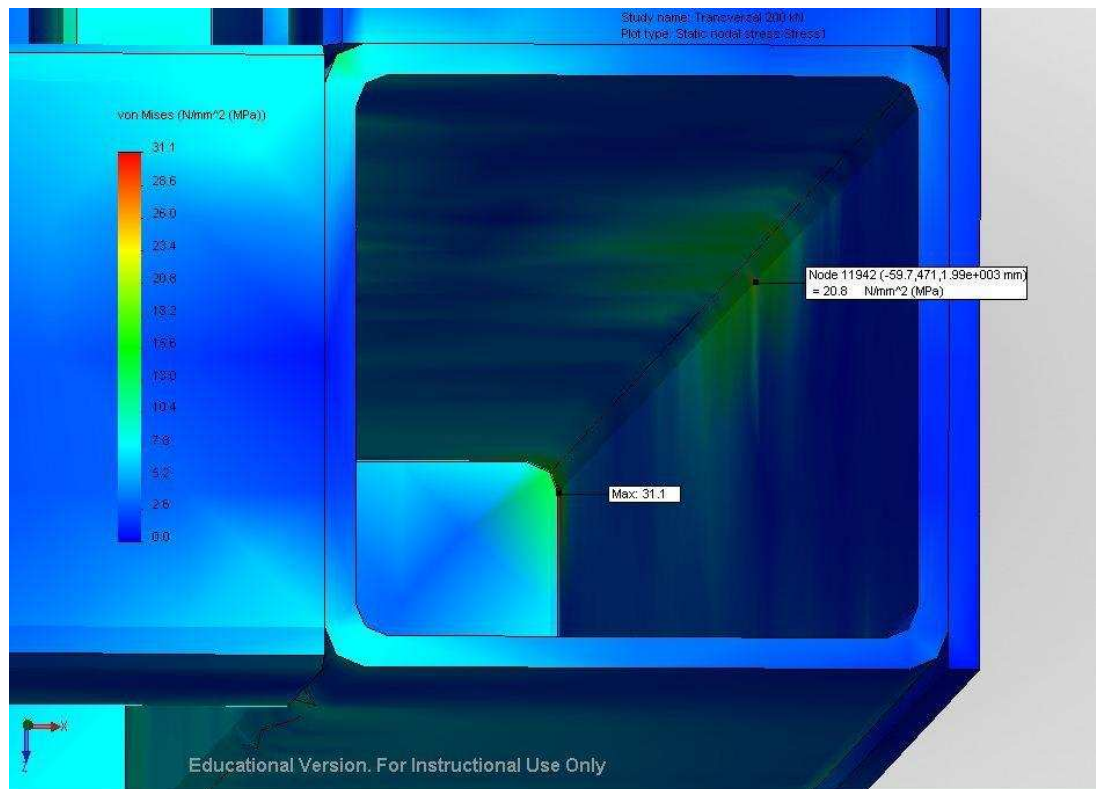 Study name: Transversal 200 kN
Plot type: Static nodal stress Stress1
von Mises (N/mm^2 (MPa))
31.1
28.6
26.0
23.4
20.8
18.2
15.6
13.0
10.4
7.8
5.2
2.6
0.0
Node 11942 (-59.7,471,1.99e+003 mm)
= 20.8 N/mm^2 (MPa)
Max: 31.1
X
Z
Educational Version. For Instructional Use Only